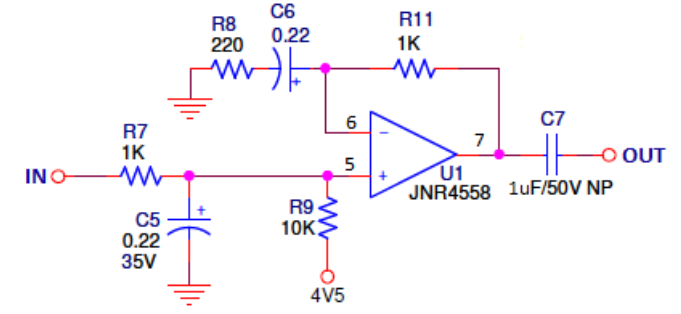 C6
0.22
+
R8
220
R11
1K
6
-
7
C7
1uF/50V NP
OUT
R7
1K
IN
5
+
U1
JNR4558
C5
0.22
35V
+
R9
10K
4V5